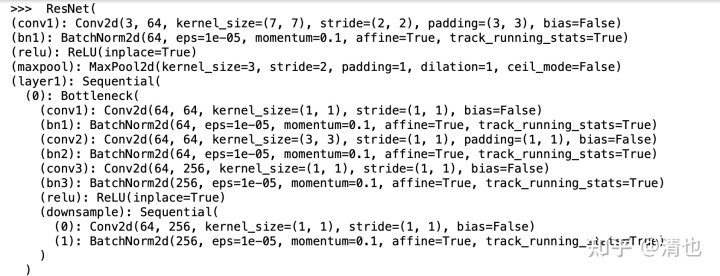 >>>  ResNet(
(conv1): Conv2d(3, 64, kernel_size=(7, 7), stride=(2, 2), padding=(3, 3), bias=False)
(bn1): BatchNorm2d(64, eps=1e-05, momentum=0.1, affine=True, track_running_stats=True)
(relu): ReLU(inplace=True)
(maxpool): MaxPool2d(kernel_size=3, stride=2, padding=1, dilation=1, ceil_mode=False)
(layer1): Sequential(
  (0): Bottleneck(
    (conv1): Conv2d(64, 64, kernel_size=(1, 1), stride=(1, 1), bias=False)
    (bn1): BatchNorm2d(64, eps=1e-05, momentum=0.1, affine=True, track_running_stats=True)
    (conv2): Conv2d(64, 64, kernel_size=(3, 3), stride=(1, 1), padding=(1, 1), bias=False)
    (bn2): BatchNorm2d(64, eps=1e-05, momentum=0.1, affine=True, track_running_stats=True)
    (conv3): Conv2d(64, 256, kernel_size=(1, 1), stride=(1, 1), bias=False)
    (bn3): BatchNorm2d(256, eps=1e-05, momentum=0.1, affine=True, track_running_stats=True)
    (relu): ReLU(inplace=True)
    (downsample): Sequential(
      (0): Conv2d(64, 256, kernel_size=(1, 1), stride=(1, 1), bias=False)
      (1): BatchNorm2d(256, eps=1e-05, momentum=0.1, affine=True, track_running_stats=True)
    )
  )
知乎 @清也